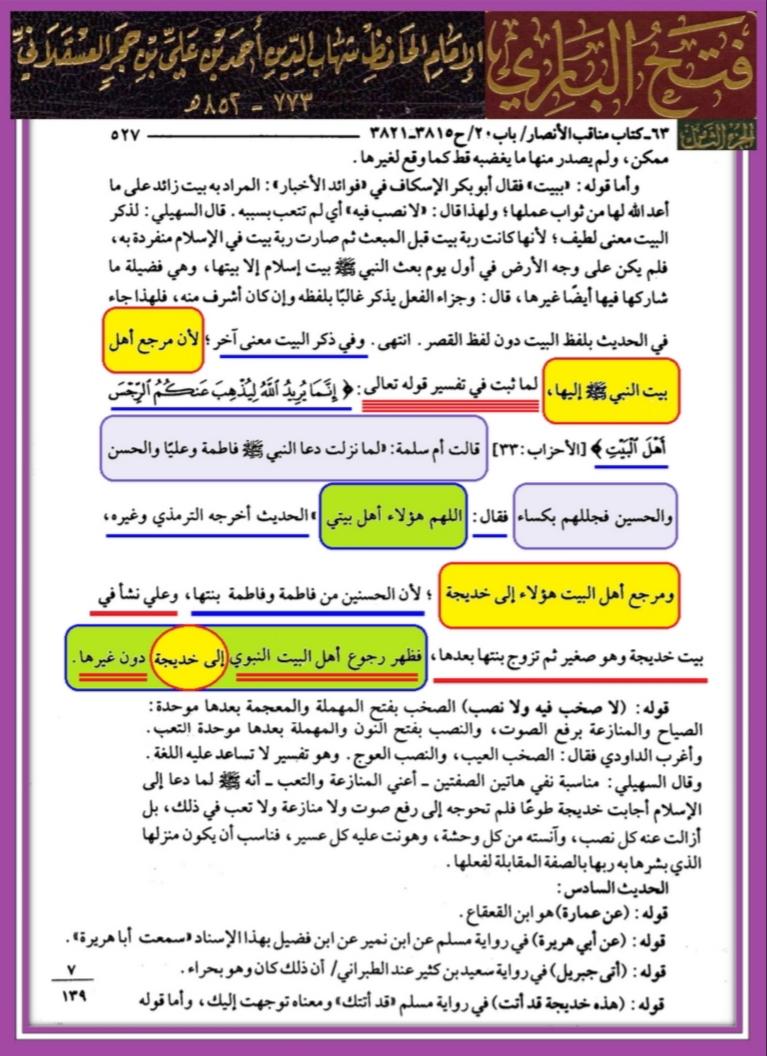 فتح الباري
الإمام الحافظ شهاب الدين أحمد بن علي بن حجر العسقلاني
٧٧٣ - ٨٥٢ هـ
الجزء الثامن
٦٣-كتاب مناقب الأنصار/ باب٢٠/ح٣٨١٥-٣٨٢١ ٥٢٧
ممكن، ولم يصدر منها ما يغضبه قط كما وقع لغيرها.
وأما قوله: «ببيت» فقال أبو بكر الإسكاف في «فوائد الأخبار»: المراد به بيت زائد على ما
أعد الله لها من ثواب عملها؛ ولهذا قال: «لا نصب فيه» أي لم تتعب بسببه. قال السهيلي: لذكر
البيت معنى لطيف؛ لأنها كانت ربة بيت قبل المبعث ثم صارت ربة بيت في الإسلام منفردة به،
فلم يكن على وجه الأرض في أول يوم بعث النبي ﷺ بيت إسلام إلا بيتها، وهي فضيلة ما
شاركها فيها أيضًا غيرها، قال: وجزاء الفعل يذكر غالبًا بلفظه وإن كان أشرف منه، فلهذا جاء
في الحديث بلفظ البيت دون لفظ القصر. انتهى. وفي ذكر البيت معنى آخر؛ لأن مرجع أهل
بيت النبي ﷺ إليها، لما ثبت في تفسير قوله تعالى: ﴿ إِنَّمَا يُرِيدُ اللَّهُ لِيُذْهِبَ عَنكُمُ الرِّجْسَ
أَهْلَ الْبَيْتِ ﴾ [الأحزاب: ٣٣] قالت أم سلمة: «لما نزلت دعا النبي ﷺ فاطمة وعليًا والحسن
والحسين فجللهم بكساء فقال: اللهم هؤلاء أهل بيتي» الحديث أخرجه الترمذي وغيره،
ومرجع أهل البيت هؤلاء إلى خديجة؛ لأن الحسنين من فاطمة وفاطمة بنتها، وعلي نشأ في
بيت خديجة وهو صغير ثم تزوج بنتها بعدها، فظهر رجوع أهل البيت النبوي إلى خديجة دون غيرها.
قوله: (لا صخب فيه ولا نصب) الصخب بفتح المهملة والمعجمة بعدها موحدة:
الصياح والمنازعة برفع الصوت، والنصب بفتح النون والمهملة بعدها موحدة التعب.
وأغرب الداودي فقال: الصخب العيب، والنصب العوج. وهو تفسير لا تساعد عليه اللغة.
وقال السهيلي: مناسبة نفي هاتين الصفتين - أعني المنازعة والتعب - أنه ﷺ لما دعا إلى
الإسلام أجابت خديجة طوعًا فلم تحوجه إلى رفع صوت ولا منازعة ولا تعب في ذلك، بل
أزالت عنه كل نصب، وآنسته من كل وحشة، وهونت عليه كل عسير، فناسب أن يكون منزلها
الذي بشرها به ربها بالصفة المقابلة لفعلها.
الحديث السادس:
قوله: (عن عمارة) هو ابن القعقاع.
قوله: (عن أبي هريرة) في رواية مسلم عن ابن نمير عن ابن فضيل بهذا الإسناد «سمعت أبا هريرة».
قوله: (أتى جبريل) في رواية سعيد بن كثير عند الطبراني/ أن ذلك كان وهو بحراء.
٧
١٣٩
قوله: (هذه خديجة قد أتت) في رواية مسلم «قد أتتك» ومعناه توجهت إليك، وأما قوله